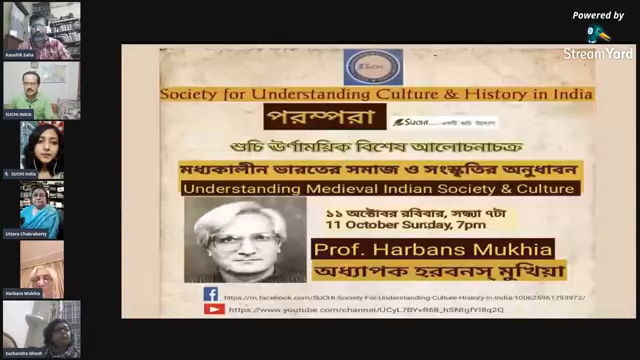 Powered by
StreamYard
Kaushik Saha
SUCHI INDIA
S. SUCHI India
Uttara Chakraborty
Harbans Mukhia
Suchandra Ghosh
Society for Understanding Culture & History in India
পরম্পরা
SUCHI
শুচি ঊর্ণাময়িক বিশেষ আলোচনাচক্র
মধ্যকালীন ভারতের সমাজ ও সংস্কৃতির অনুধাবন
Understanding Medieval Indian Society & Culture
১১ অক্টোবর রবিবার, সন্ধ্যা ৭টা
11 October Sunday, 7pm
Prof. Harbans Mukhia
অধ্যাপক হরবনস্ মুখিয়া